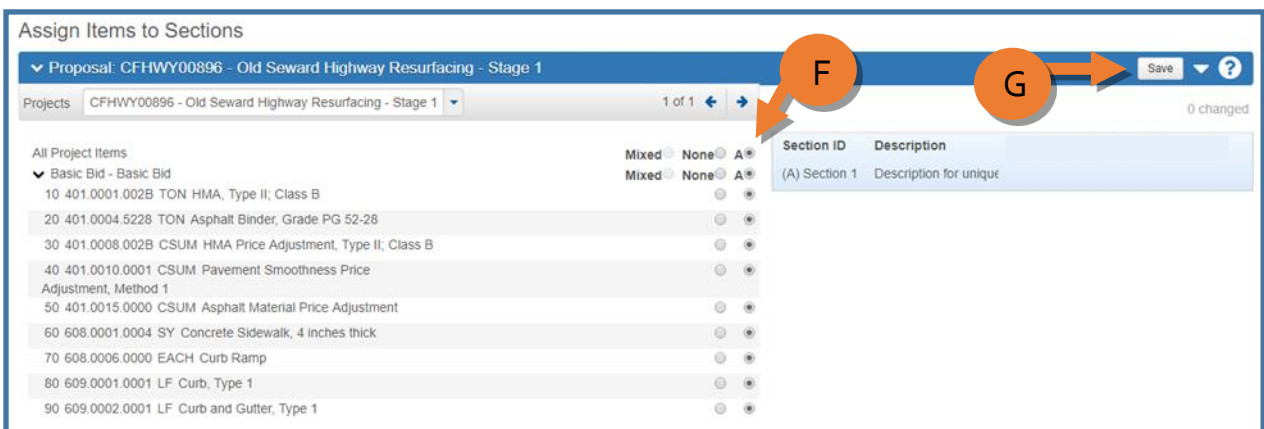 Assign Items to Sections
Proposal: CFHWY00896 - Old Seward Highway Resurfacing - Stage 1
F
G
Save
?
Projects
CFHWY00896 - Old Seward Highway Resurfacing - Stage 1
1 of 1
0 changed
All Project Items
Mixed None A
Section ID Description
Basic Bid - Basic Bid
Mixed None A
(A) Section 1 Description for unique
10 401.0001.002B TON HMA, Type II; Class B
20 401.0004.5228 TON Asphalt Binder, Grade PG 52-28
30 401.0008.002B CSUM HMA Price Adjustment, Type II; Class B
40 401.0010.0001 CSUM Pavement Smoothness Price
Adjustment, Method 1
50 401.0015.0000 CSUM Asphalt Material Price Adjustment
60 608.0001.0004 SY Concrete Sidewalk, 4 inches thick
70 608.0006.0000 EACH Curb Ramp
80 609.0001.0001 LF Curb, Type 1
90 609.0002.0001 LF Curb and Gutter, Type 1